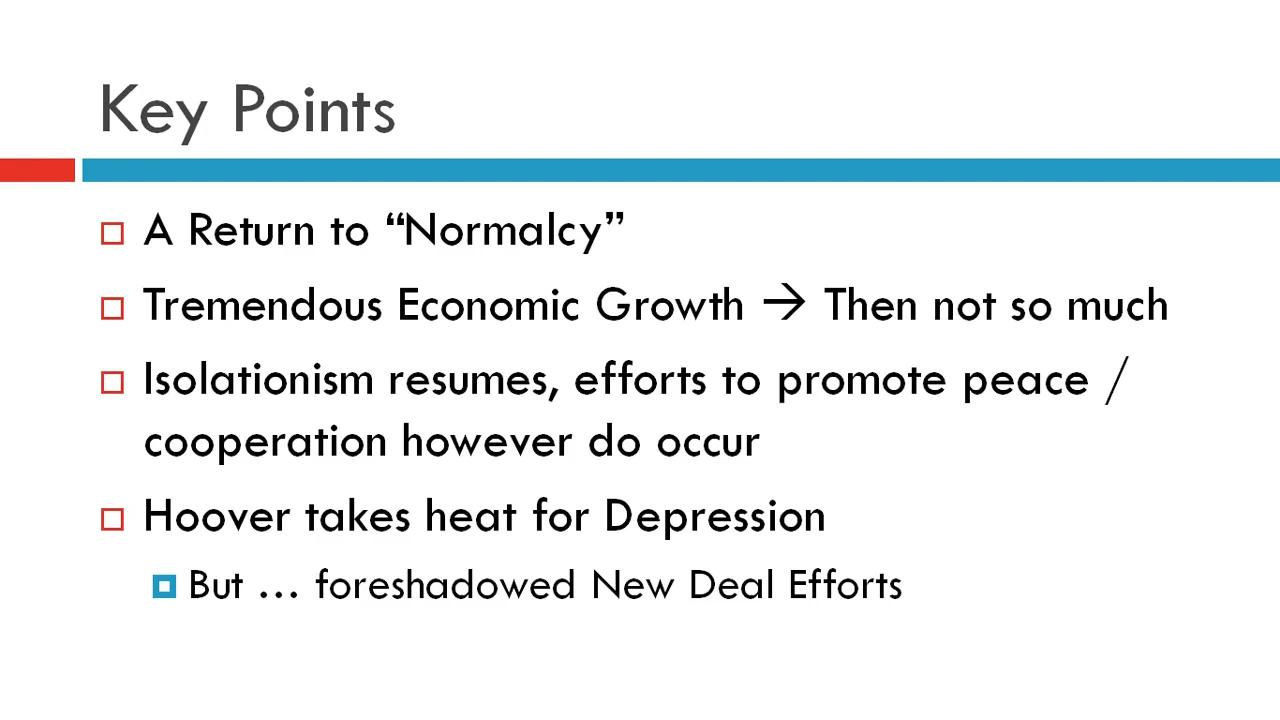 Key Points
A Return to “Normalcy”
Tremendous Economic Growth → Then not so much
Isolationism resumes, efforts to promote peace /
cooperation however do occur
Hoover takes heat for Depression
But … foreshadowed New Deal Efforts